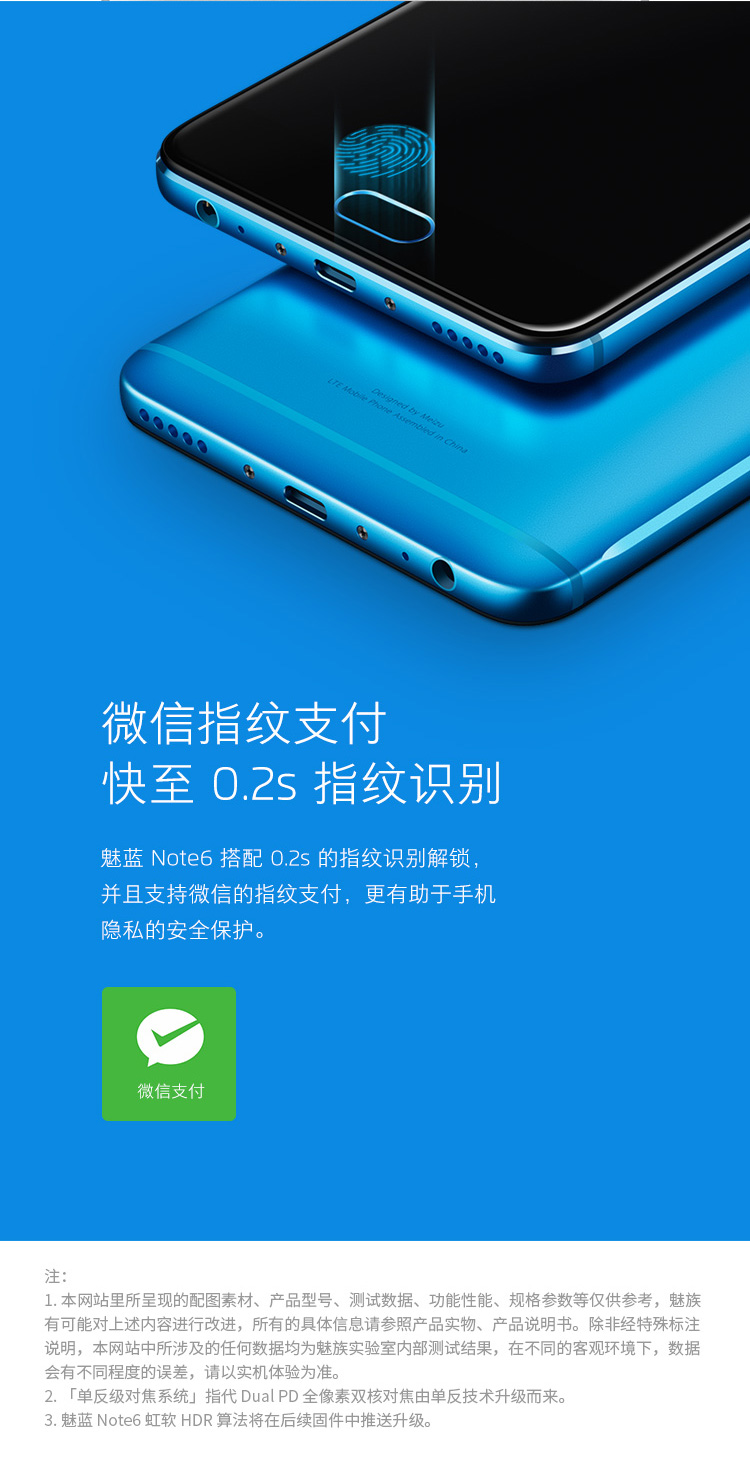 Designed by Meizu
LTE Mobile Phone Assembled in China
微信指纹支付
快至 0.2s 指纹识别
魅蓝 Note6 搭配 0.2s 的指纹识别解锁，
并且支持微信的指纹支付，更有助于手机
隐私的安全保护。
微信支付
注：
1. 本网站里所呈现的配图素材、产品型号、测试数据、功能性能、规格参数等仅供参考，魅族
有可能对上述内容进行改进，所有的具体信息请参照产品实物、产品说明书。除非经特殊标注
说明，本网站中所涉及的任何数据均为魅族实验室内部测试结果，在不同的客观环境下，数据
会有不同程度的误差，请以实机体验为准。
2. 「单反级对焦系统」指代 Dual PD 全像素双核对焦由单反技术升级而来。
3. 魅蓝 Note6 虹软 HDR 算法将在后续固件中推送升级。